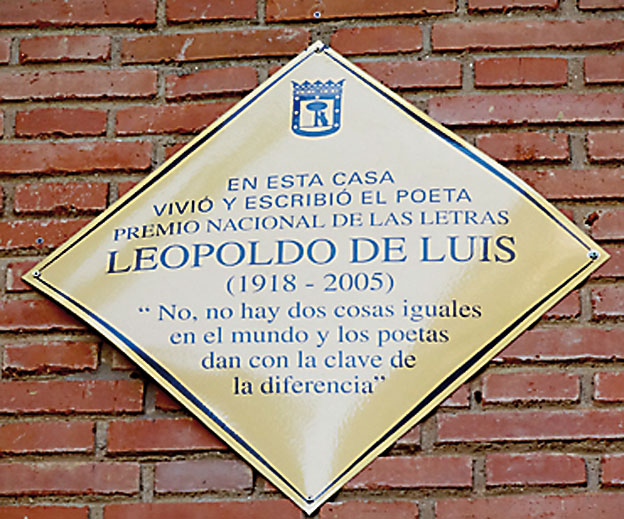 EN ESTA CASA
VIVIÓ Y ESCRIBIÓ EL POETA
PREMIO NACIONAL DE LAS LETRAS
LEOPOLDO DE LUIS
(1918 - 2005)
“ No, no hay dos cosas iguales
en el mundo y los poetas
dan con la clave de
la diferencia”